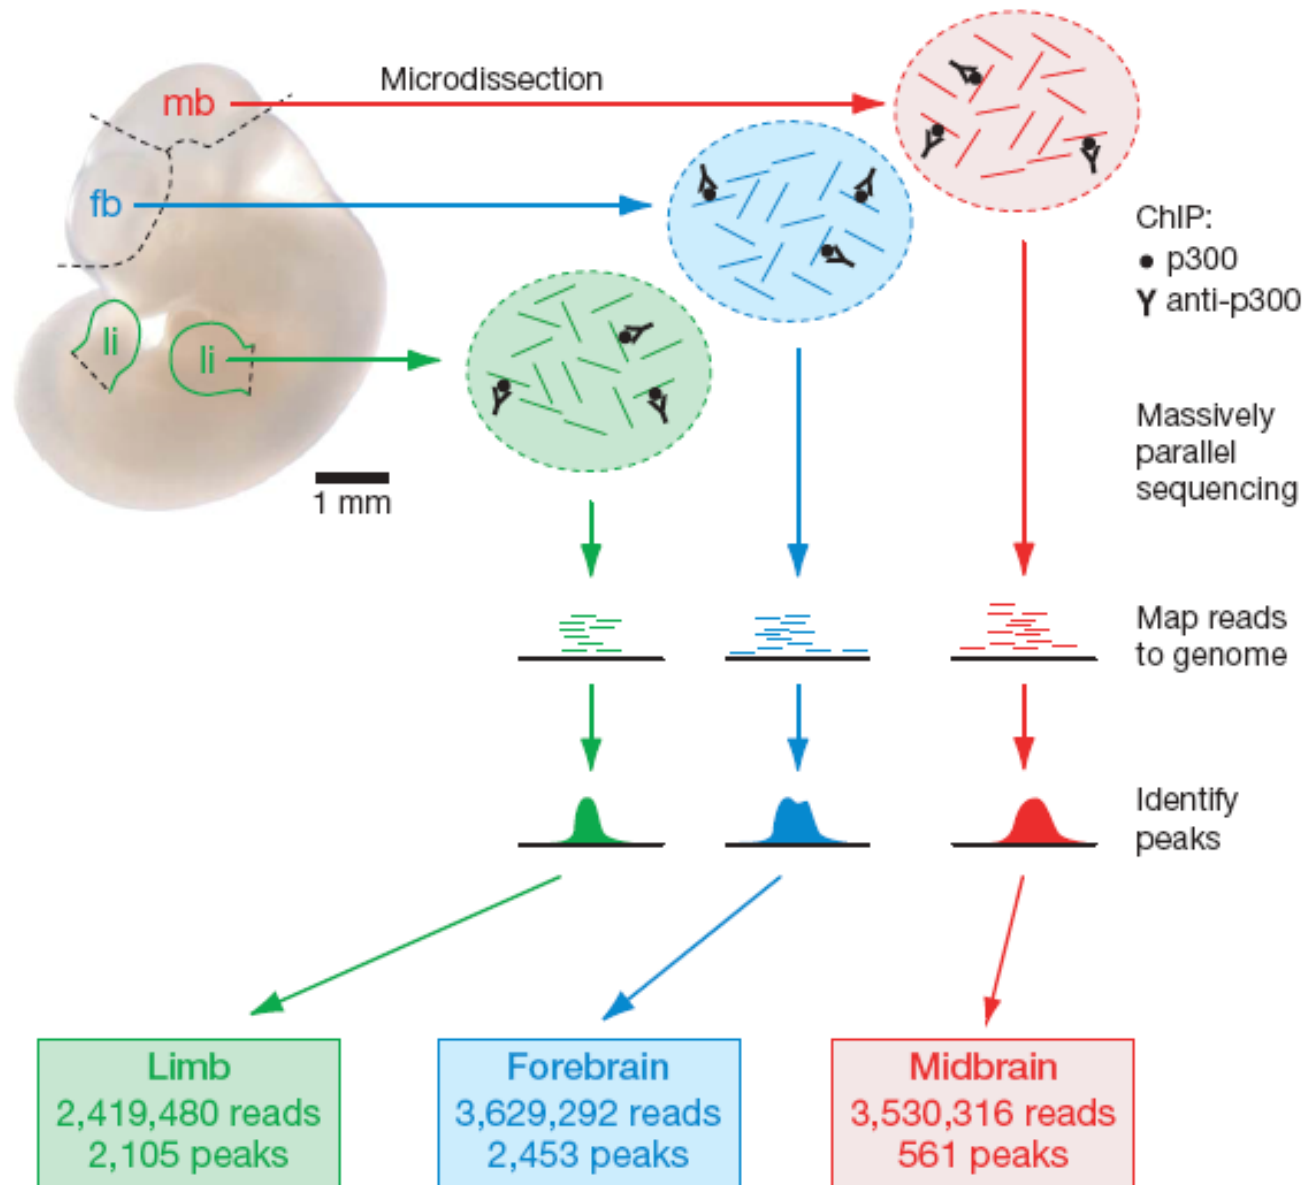 mb
Microdissection
fb
li
li
1 mm
ChIP:
p300
anti-p300
Massively
parallel
sequencing
Map reads
to genome
Identify
peaks
Limb
2,419,480 reads
2,105 peaks
Forebrain
3,629,292 reads
2,453 peaks
Midbrain
3,530,316 reads
561 peaks